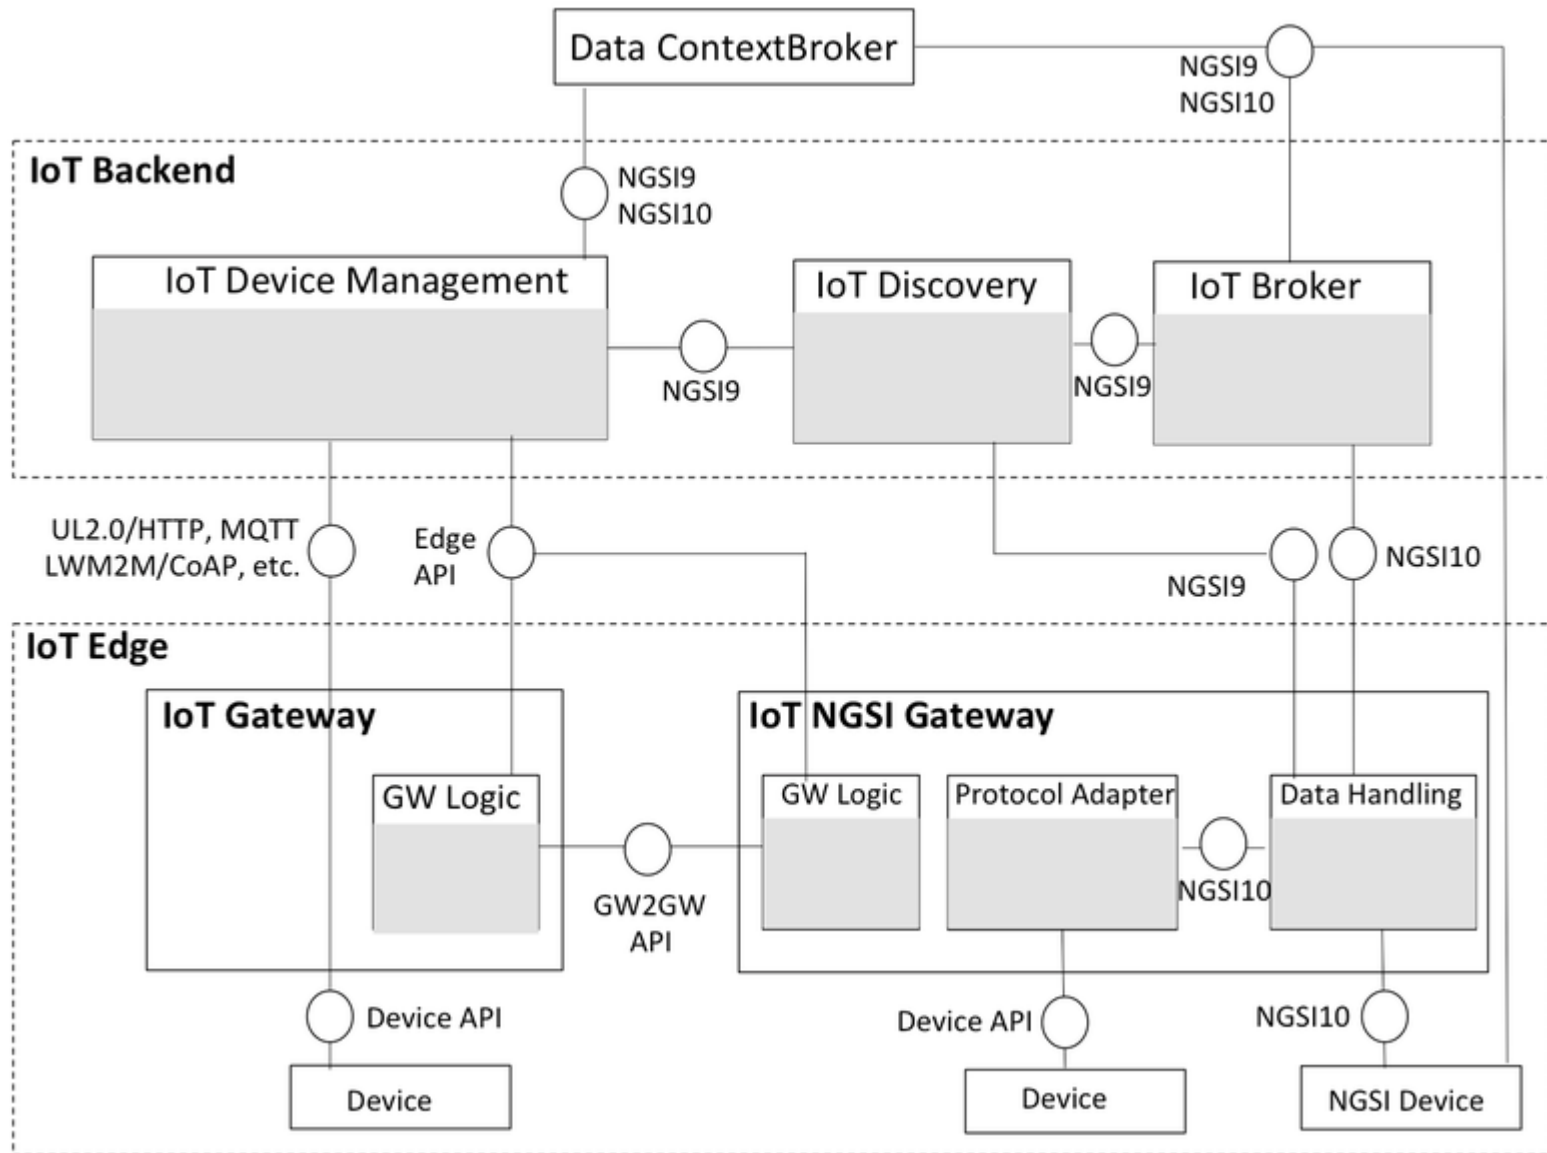 Data ContextBroker
NGSI9
NGSI10
IoT Backend
NGSI9
NGSI10
IoT Device Management
IoT Discovery
IoT Broker
NGSI9
NGSI9
UL2.0/HTTP, MQTT
LWM2M/CoAP, etc.
Edge
API
NGSI9
NGSI10
IoT Edge
IoT Gateway
IoT NGSI Gateway
GW Logic
GW Logic
Protocol Adapter
Data Handling
GW2GW
API
NGSI10
Device API
Device API
NGSI10
Device
Device
NGSI Device